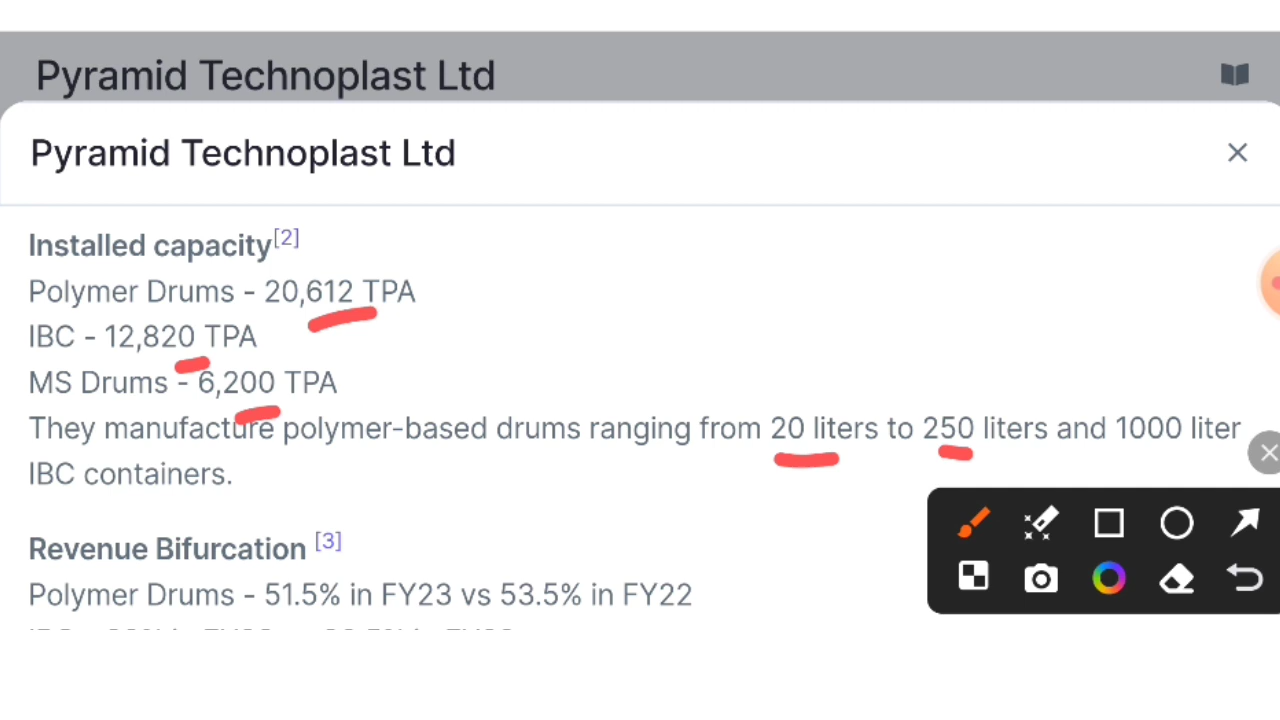 Pyramid Technoplast Ltd
Pyramid Technoplast Ltd
Installed capacity[2]
Polymer Drums - 20,612 TPA
IBC - 12,820 TPA
MS Drums - 6,200 TPA
They manufacture polymer-based drums ranging from 20 liters to 250 liters and 1000 liter
IBC containers.
Revenue Bifurcation [3]
Polymer Drums - 51.5% in FY23 vs 53.5% in FY22